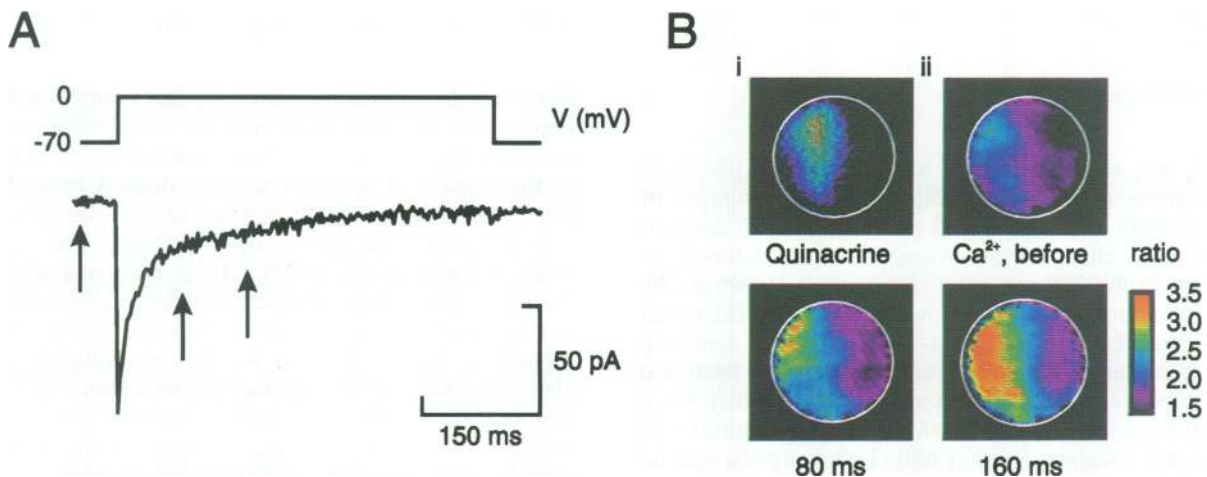 A
0
-70
V (mV)
50 pA
150 ms
B
i
ii
Quinacrine
Ca²⁺, before
ratio
3.5
3.0
2.5
2.0
1.5
80 ms
160 ms